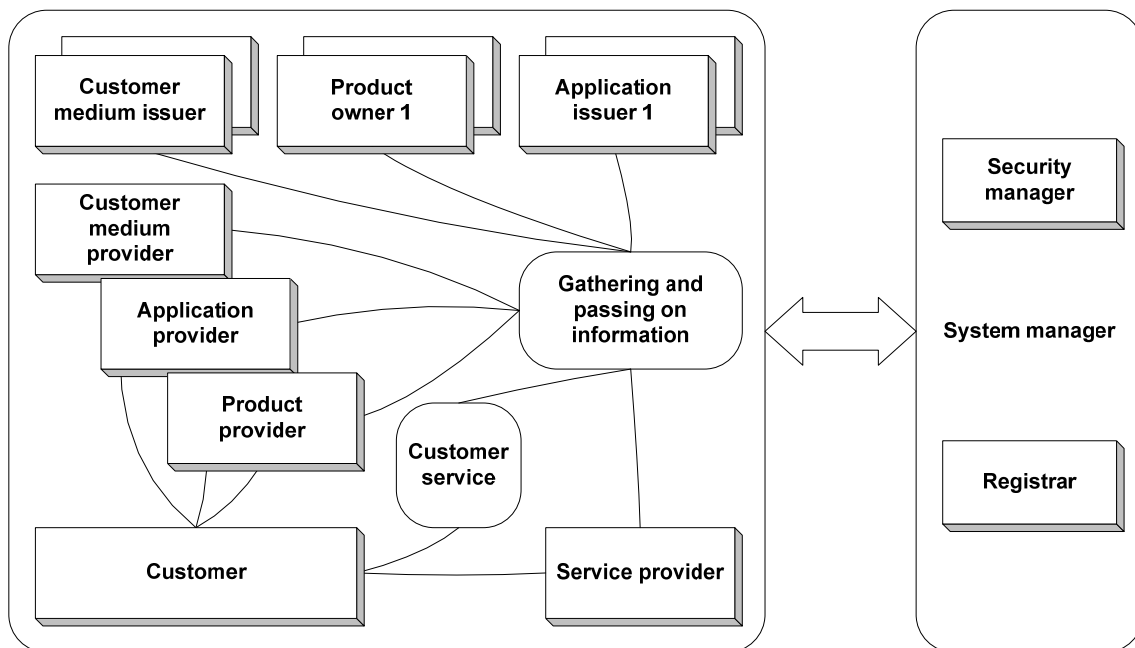 Customer
medium issuer
Product
owner 1
Application
issuer 1
Customer
medium
provider
Application
provider
Product
provider
Gathering and
passing on
information
Customer
service
Customer
Service provider
Security
manager
System manager
Registrar